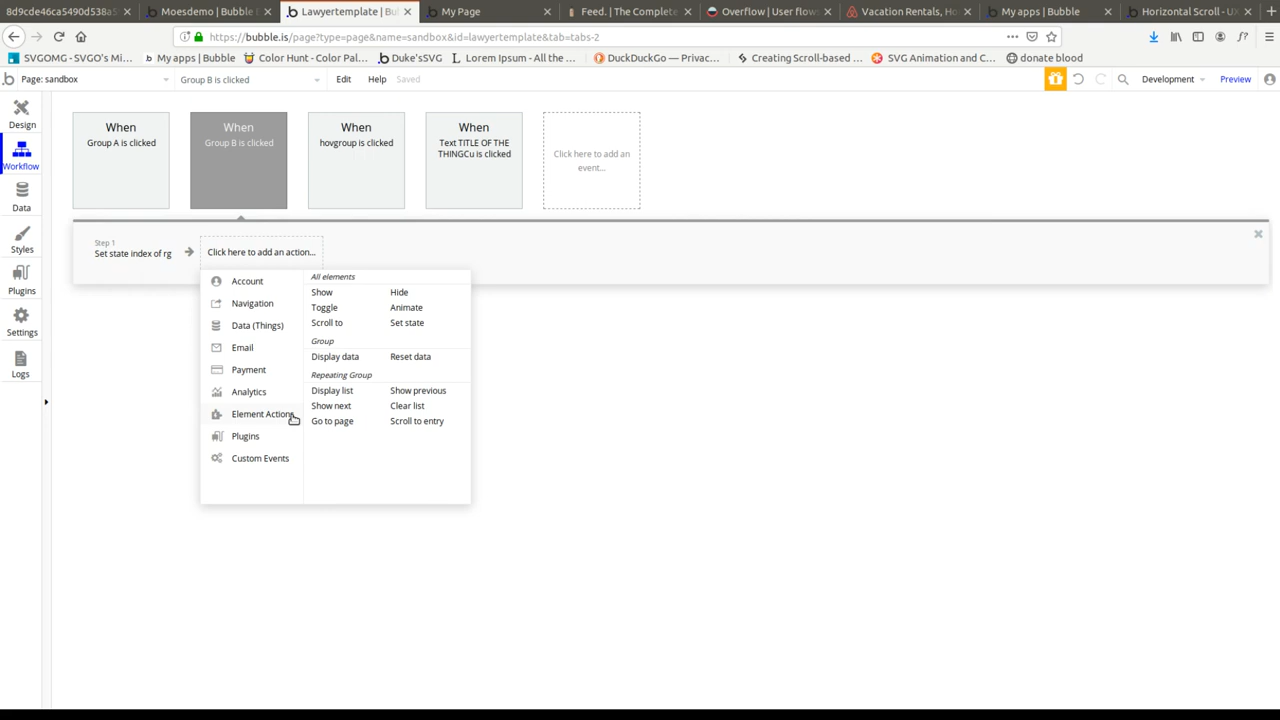 8d9cde46ca5490d538a5
Moesdemo | Bubble
Lawyertemplate | Bub
My Page
Feed. | The Complete
Overflow | User flows
Vacation Rentals, Ho
My apps | Bubble
Horizontal Scroll - UX
https://bubble.is/page?type=page&name=sandbox&id=lawyertemplate&tab=tabs-2
SVGOMG - SVGO's Mi...
My apps | Bubble
Color Hunt - Color Pal...
Duke'sSVG
Lorem Ipsum - All the ...
DuckDuckGo — Privac...
Creating Scroll-based ...
SVG Animation and C...
donate blood
Page: sandbox
Group B is clicked
Edit
Help
Saved
Development
Preview
Design
Workflow
Data
Styles
Plugins
Settings
Logs
When
Group A is clicked
When
Group B is clicked
When
hovgroup is clicked
When
Text TITLE OF THE
THINGCu is clicked
Click here to add an
event...
Step 1
Set state index of rg
Click here to add an action...
Account
Navigation
Data (Things)
Email
Payment
Analytics
Element Actions
Plugins
Custom Events
All elements
Show Hide
Toggle Animate
Scroll to Set state
Group
Display data Reset data
Repeating Group
Display list Show previous
Show next Clear list
Go to page Scroll to entry